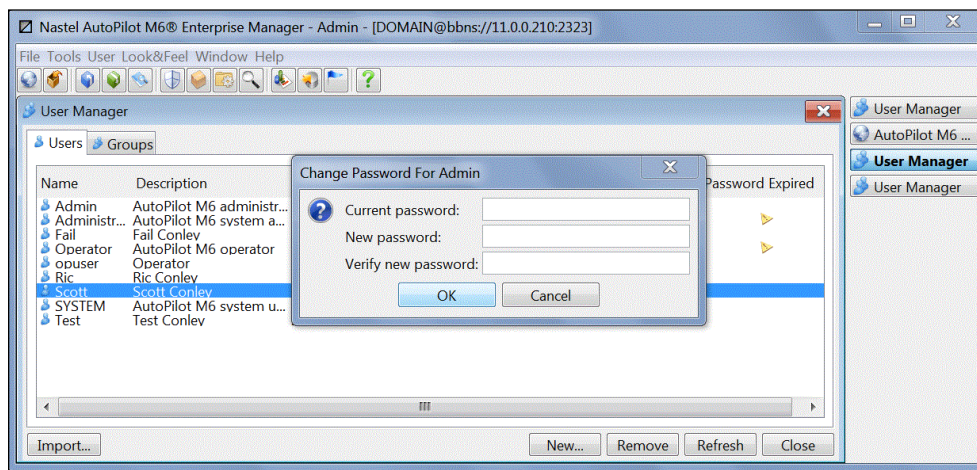 Nastel AutoPilot M6® Enterprise Manager - Admin - [DOMAIN@bbns://11.0.0.210:2323]
File Tools User Look&Feel Window Help
User Manager
Users Groups
Name Description Password Expired
Admin AutoPilot M6 administr...
Administr... AutoPilot M6 system a...
Fail Fail Conley
Operator AutoPilot M6 operator
opuser Operator
Ric Ric Conley
Scott Scott Conley
SYSTEM AutoPilot M6 system u...
Test Test Conley
Change Password For Admin
Current password:
New password:
Verify new password:
OK Cancel
Import... New... Remove Refresh Close
User Manager
AutoPilot M6 ...
User Manager
User Manager